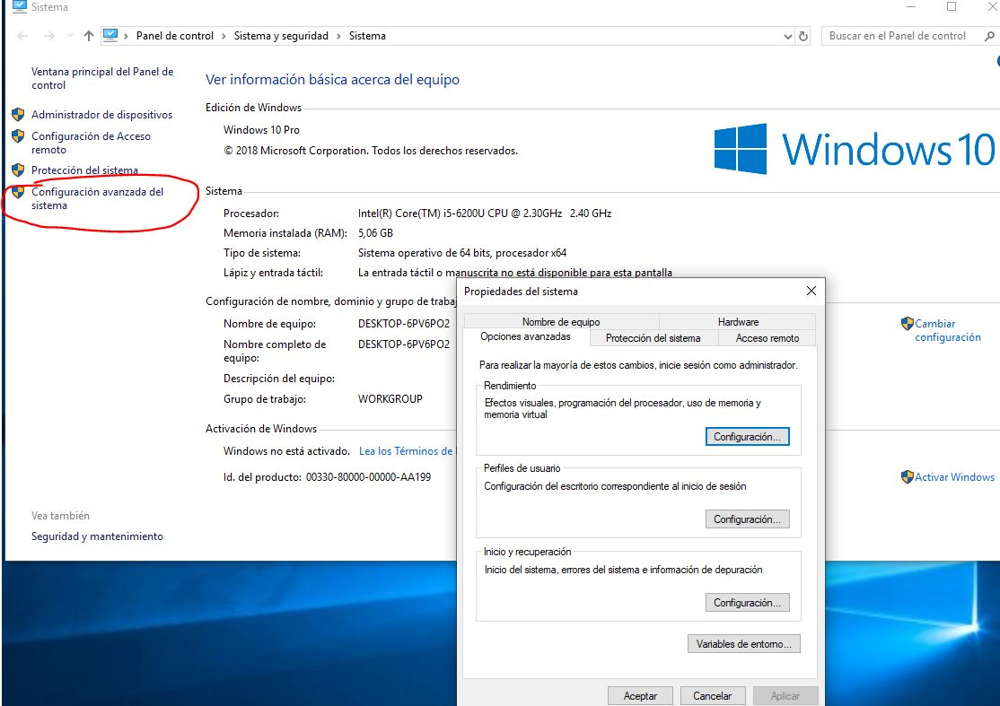 Sistema
Panel de control > Sistema y seguridad > Sistema
Buscar en el Panel de control
Ventana principal del Panel de
control
Administrador de dispositivos
Configuración de Acceso
remoto
Protección del sistema
Configuración avanzada del
sistema
Ver información básica acerca del equipo
Edición de Windows
Windows 10 Pro
© 2018 Microsoft Corporation. Todos los derechos reservados.
Windows 10
Sistema
Procesador: Intel(R) Core(TM) i5-6200U CPU @ 2.30GHz 2.40 GHz
Memoria instalada (RAM): 5,06 GB
Tipo de sistema: Sistema operativo de 64 bits, procesador x64
Lápiz y entrada táctil: La entrada táctil o manuscrita no está disponible para esta pantalla
Configuración de nombre, dominio y grupo de trabaj
Nombre de equipo: DESKTOP-6PV6PO2
Nombre completo de
equipo: DESKTOP-6PV6PO2
Descripción del equipo:
Grupo de trabajo: WORKGROUP
Cambiar
configuración
Activación de Windows
Windows no está activado. Lea los Términos de
Id. del producto: 00330-80000-00000-AA199
Activar Windows
Vea también
Seguridad y mantenimiento
Propiedades del sistema
Nombre de equipo
Hardware
Opciones avanzadas
Protección del sistema
Acceso remoto
Para realizar la mayoría de estos cambios, inicie sesión como administrador.
Rendimiento
Efectos visuales, programación del procesador, uso de memoria y
memoria virtual
Configuración...
Perfiles de usuario
Configuración del escritorio correspondiente al inicio de sesión
Configuración...
Inicio y recuperación
Inicio del sistema, errores del sistema e información de depuración
Configuración...
Variables de entorno...
Aceptar
Cancelar
Aplicar